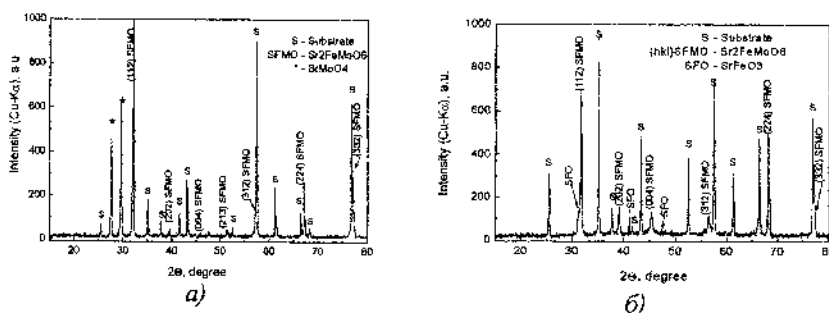 1000
800
600
400
200
0
Intensity (Cu-Kα), a.u
S - Substrate
SFMO - Sr2FeMoO6
* - SrMoO4
S
*
*
(112) SFMO
S
S
(202) SFMO
S
S
(004) SFMO
(213) SFMO
S
(312) SFMO
S
S
(224) SFMO
S
S
S
(332) SFMO
20 30 40 50 60 70 80
2Θ, degree
а)
1000
800
600
400
200
0
Intensity (Cu-Kα), a.u.
S - Substrate
(hkl)SFMO - Sr2FeMoO6
SFO - SrFeO3
S
SFO
(112) SFMO
S
S
(202) SFMO
SFO
S
S
(004) SFMO
SFO
S
(312) SFMO
S
S
S
(224) SFMO
S
(332) SFMO
20 30 40 50 60 70 80
2Θ, degree
б)